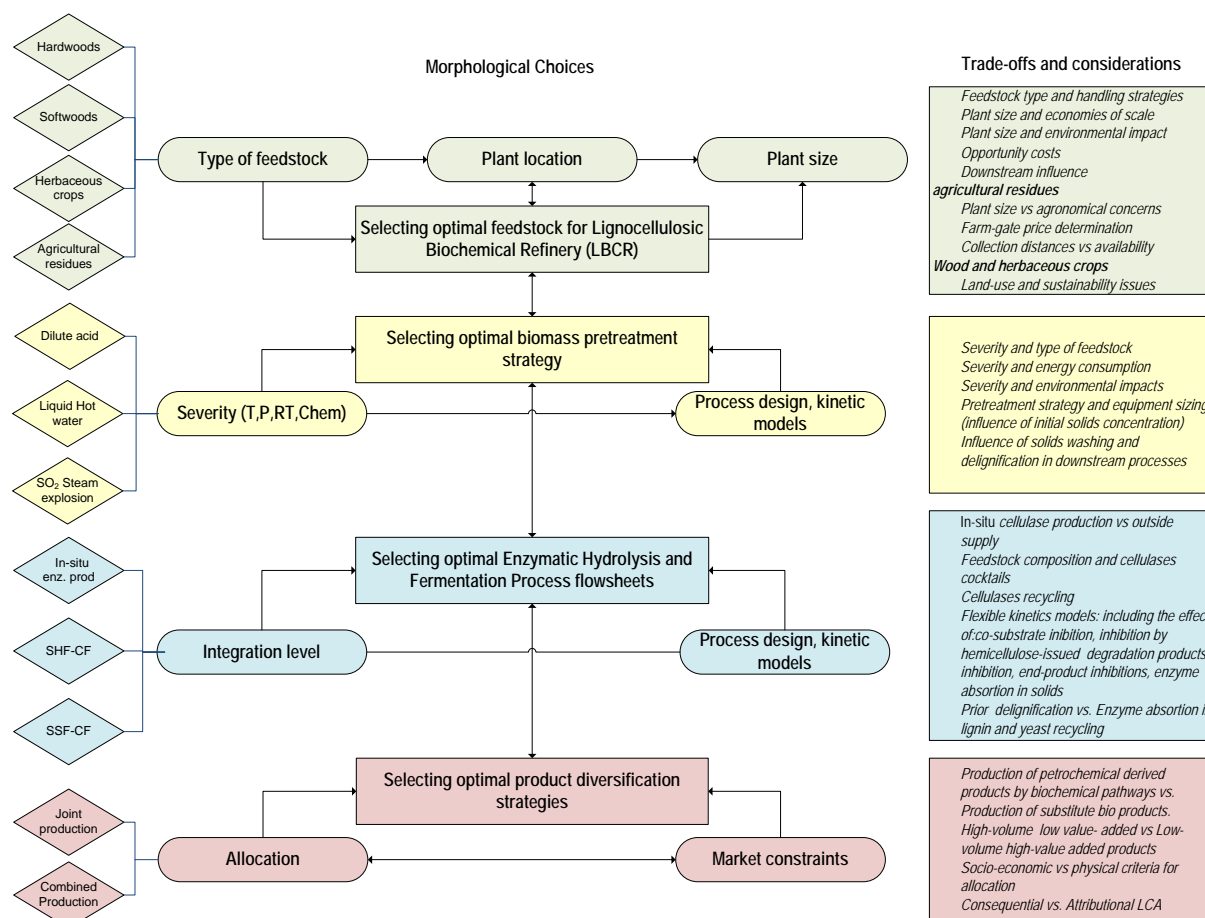 Morphological Choices
Trade-offs and considerations
Hardwoods
Softwoods
Herbaceous
crops
Agricultural
residues
Type of feedstock
Plant location
Plant size
Selecting optimal feedstock for Lignocellulosic
Biochemical Refinery (LBCR)
Feedstock type and handling strategies
Plant size and economies of scale
Plant size and environmental impact
Opportunity costs
Downstream influence
agricultural residues
Plant size vs agronomical concerns
Farm-gate price determination
Collection distances vs availability
Wood and herbaceous crops
Land-use and sustainability issues
Dilute acid
Liquid Hot
water
SO₂ Steam
explosion
Selecting optimal biomass pretreatment
strategy
Severity (T,P,RT,Chem)
Process design, kinetic
models
Severity and type of feedstock
Severity and energy consumption
Severity and environmental impacts
Pretreatment strategy and equipment sizing
(influence of initial solids concentration)
Influence of solids washing and
delignification in downstream processes
In-situ
enz. prod
SHF-CF
SSF-CF
Selecting optimal Enzymatic Hydrolysis and
Fermentation Process flowsheets
Integration level
Process design, kinetic
models
In-situ cellulase production vs outside
supply
Feedstock composition and cellulases
cocktails
Cellulases recycling
Flexible kinetics models: including the effec
of:co-substrate inibition, inhibition by
hemicellulose-issued degradation products
inhibition, end-product inhibitions, enzyme
absortion in solids
Prior delignification vs. Enzyme absortion i
lignin and yeast recycling
Joint
production
Combined
Production
Selecting optimal product diversification
strategies
Allocation
Market constraints
Production of petrochemical derived
products by biochemical pathways vs.
Production of substitute bio products.
High-volume low value- added vs Low-
volume high-value added products
Socio-economic vs physical criteria for
allocation
Consequential vs. Attributional LCA